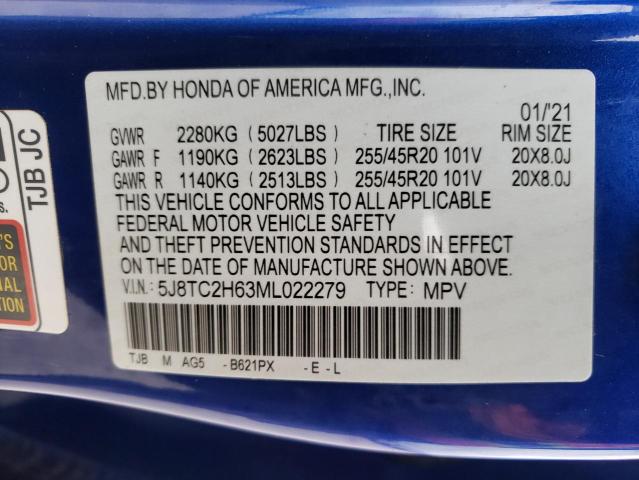 MFD.BY HONDA OF AMERICA MFG.,INC.
01/'21
GVWR 2280KG (5027LBS) TIRE SIZE RIM SIZE
GAWR F 1190KG (2623LBS) 255/45R20 101V 20X8.0J
GAWR R 1140KG (2513LBS) 255/45R20 101V 20X8.0J
THIS VEHICLE CONFORMS TO ALL APPLICABLE
FEDERAL MOTOR VEHICLE SAFETY
AND THEFT PREVENTION STANDARDS IN EFFECT
ON THE DATE OF MANUFACTURE SHOWN ABOVE.
V.I.N.: 5J8TC2H63ML022279 TYPE: MPV
TJB M AG5 -B621PX -E-L
TJB JC